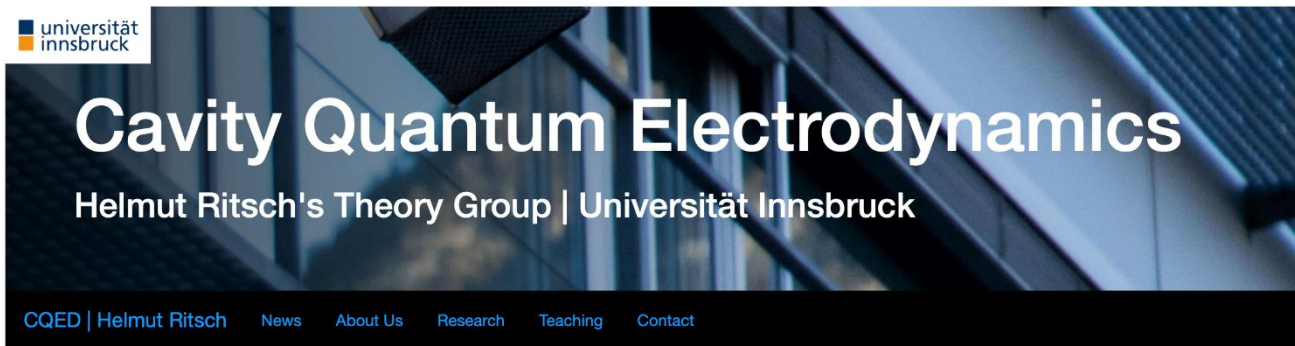 universität
innsbruck
Cavity Quantum Electrodynamics
Helmut Ritsch's Theory Group | Universität Innsbruck
CQED | Helmut Ritsch News About Us Research Teaching Contact